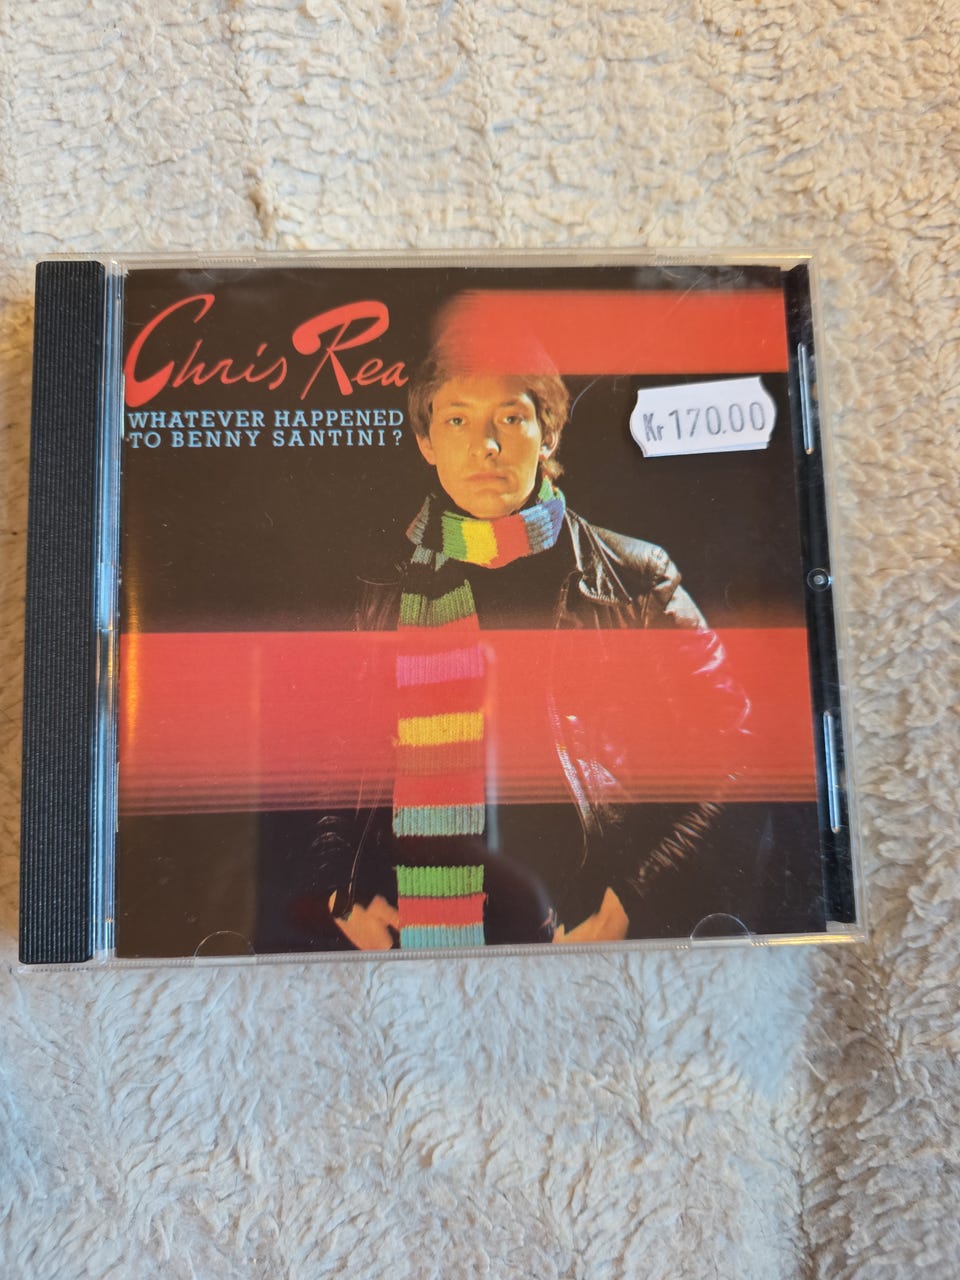 Chris Rea
WHATEVER HAPPENED
TO BENNY SANTINI?
Kr 170.00